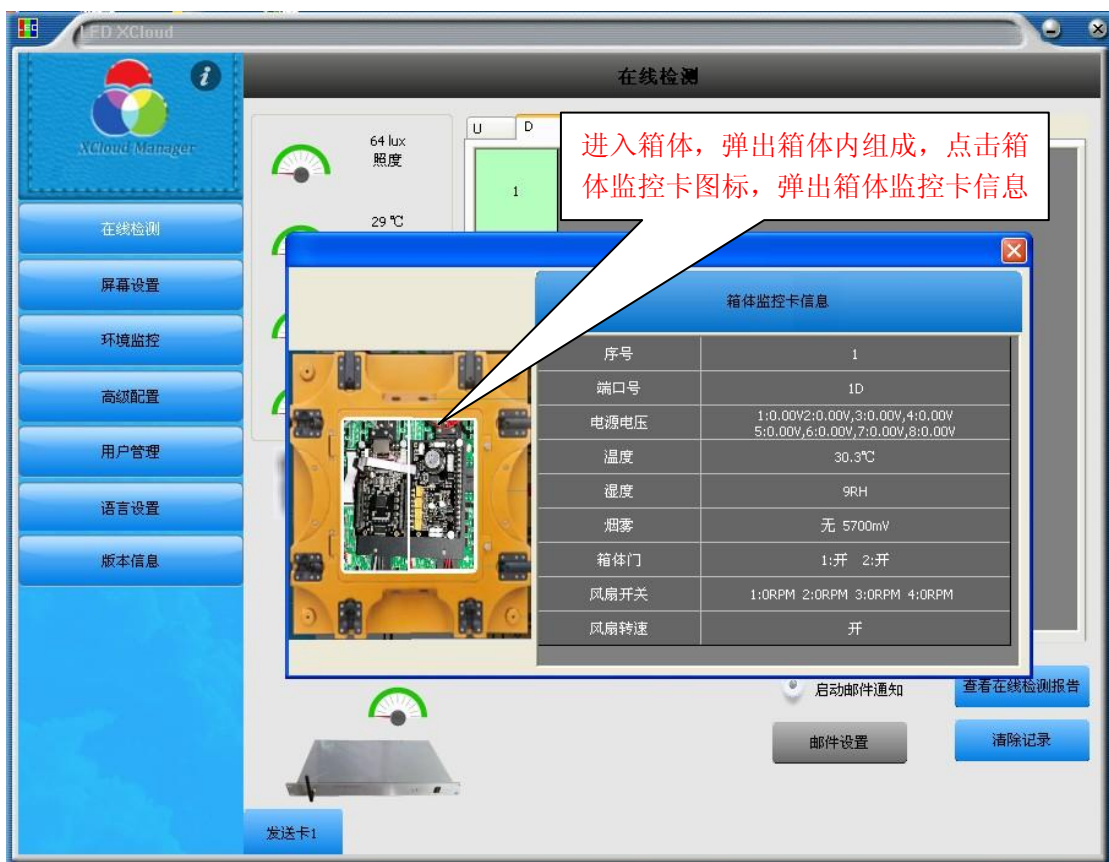 LED XCloud
在线检测
XCloud Manager
在线检测
屏幕设置
环境监控
高级配置
用户管理
语言设置
版本信息
64 lux
照度
29 ℃
U
D
1
进入箱体，弹出箱体内组成，点击箱
体监控卡图标，弹出箱体监控卡信息
箱体监控卡信息
序号 1
端口号 1D
电源电压 1:0.00V2:0.00V,3:0.00V,4:0.00V
5:0.00V,6:0.00V,7:0.00V,8:0.00V
温度 30.3℃
湿度 9RH
烟雾 无 5700mV
箱体门 1:开 2:开
风扇开关 1:0RPM 2:0RPM 3:0RPM 4:0RPM
风扇转速 开
启动邮件通知
查看在线检测报告
邮件设置
清除记录
发送卡1